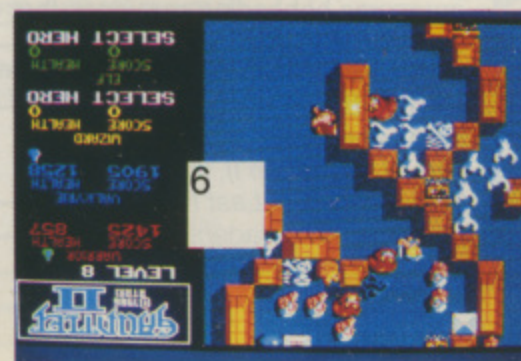 GAUNTLET
II
LEVEL 8
WARRIOR
SCORE HEALTH
1425 857
VALKYRIE
SCORE HEALTH
1905 1258
WIZARD
SCORE HEALTH
0 0
SELECT HERO
ELF
SCORE HEALTH
0 0
SELECT HERO
6